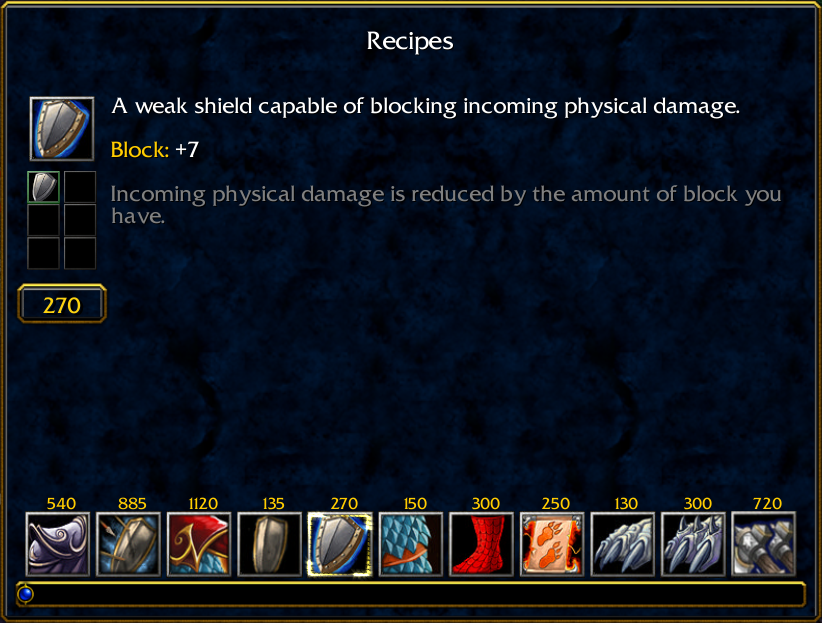 Recipes
A weak shield capable of blocking incoming physical damage.
Block: +7
Incoming physical damage is reduced by the amount of block you
have.
270
540 885 1120 135 270 150 300 250 130 300 720